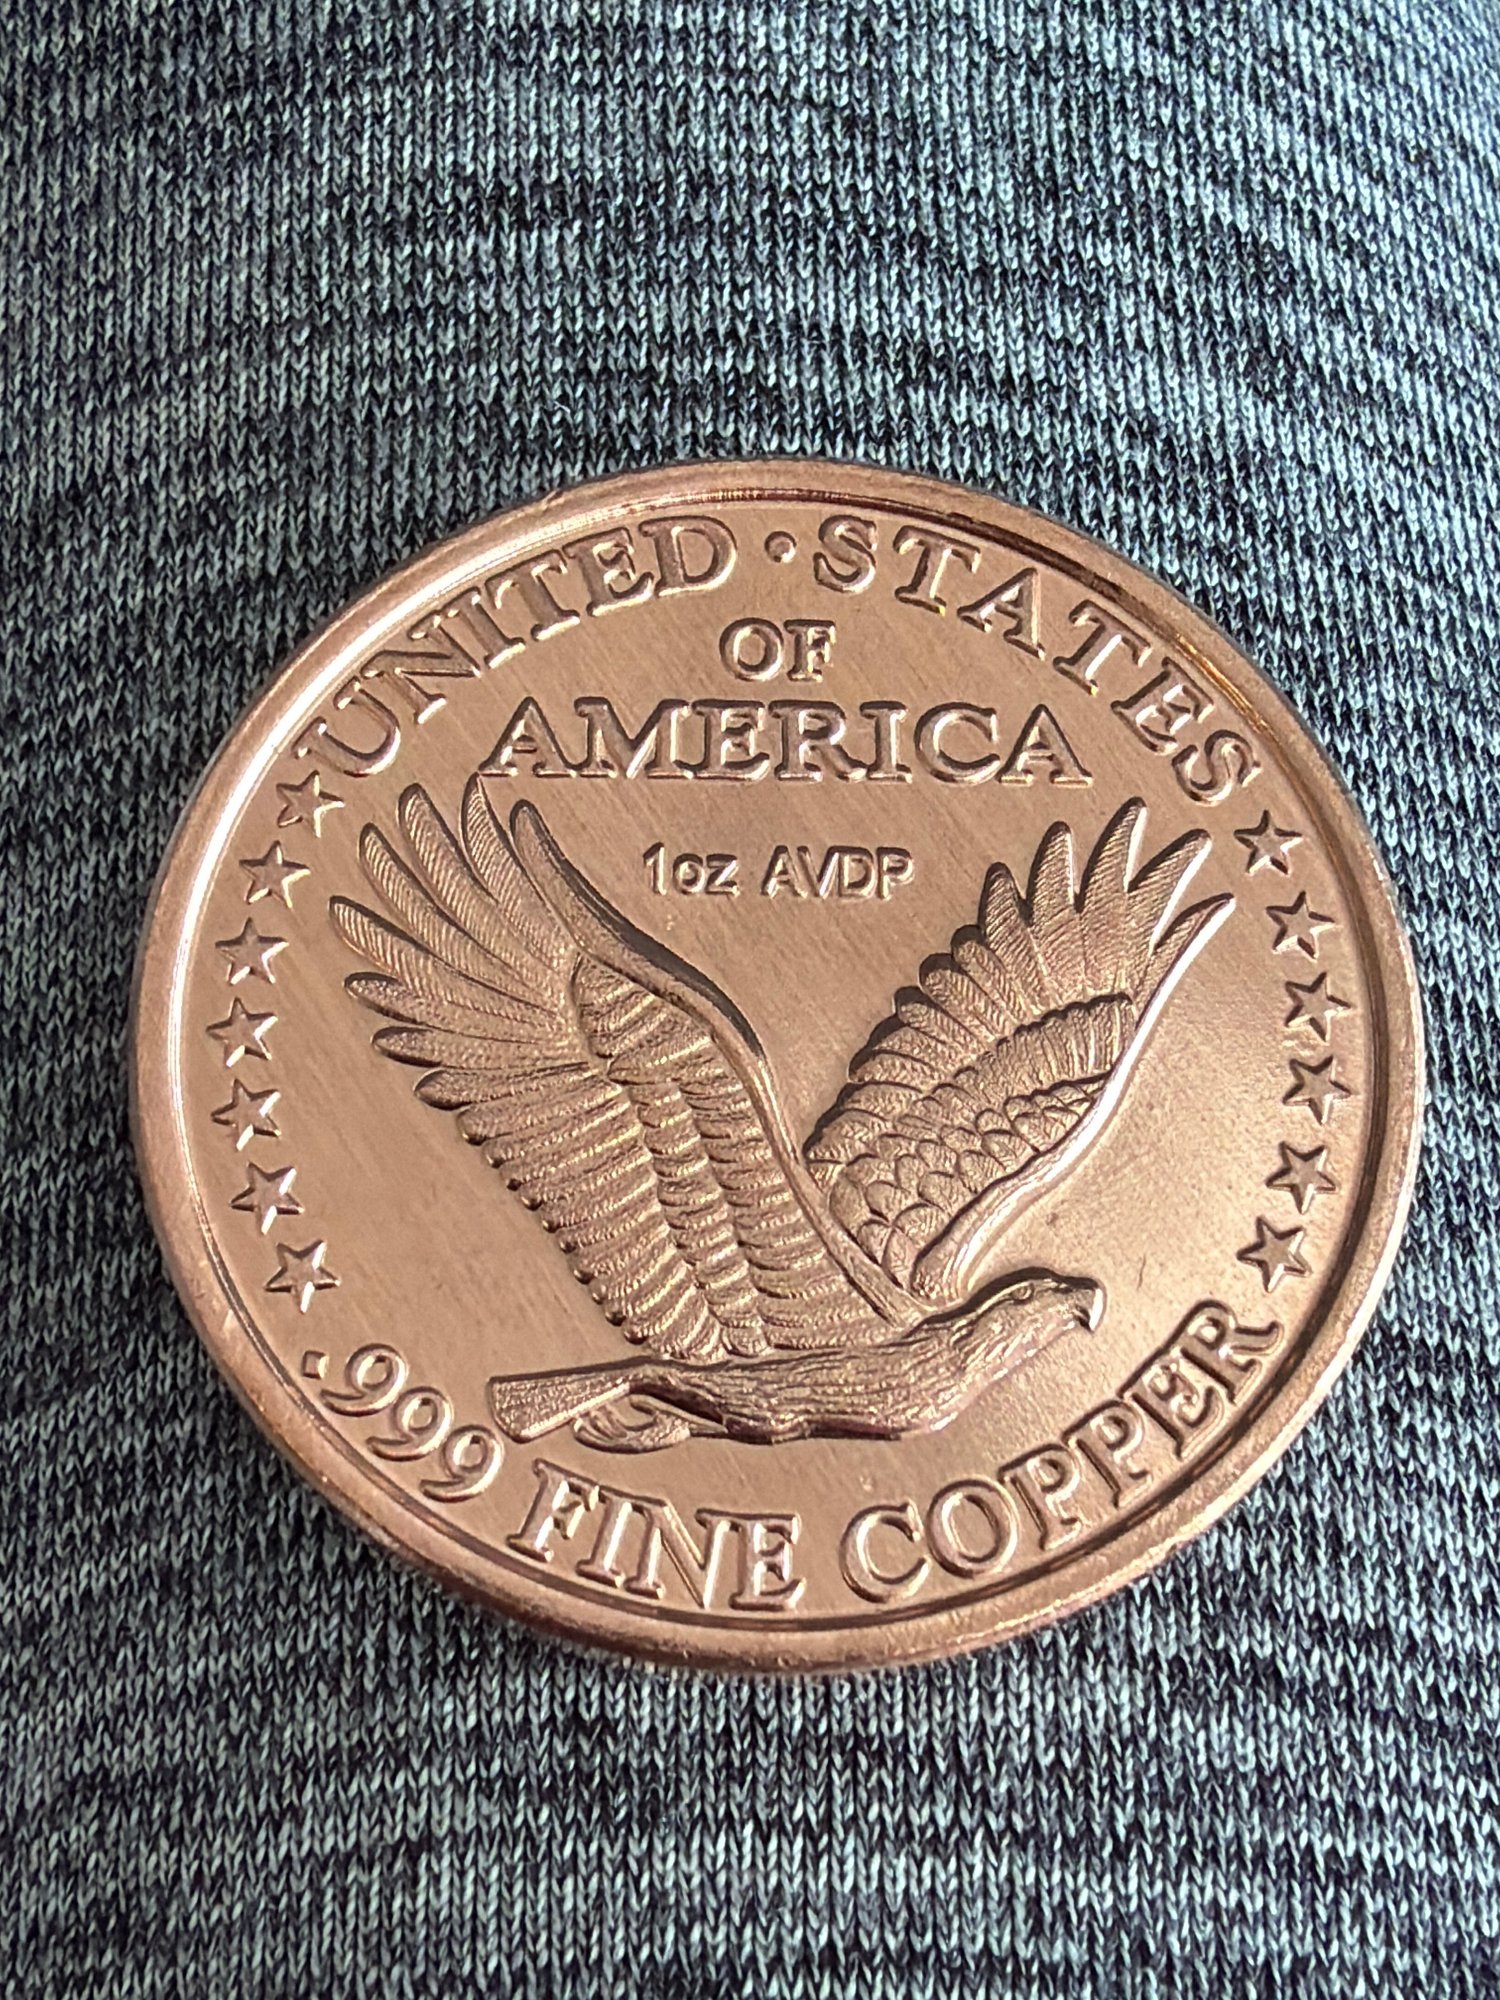 UNITED · STATES
OF
AMERICA
1oz AVDP
.999 FINE COPPER